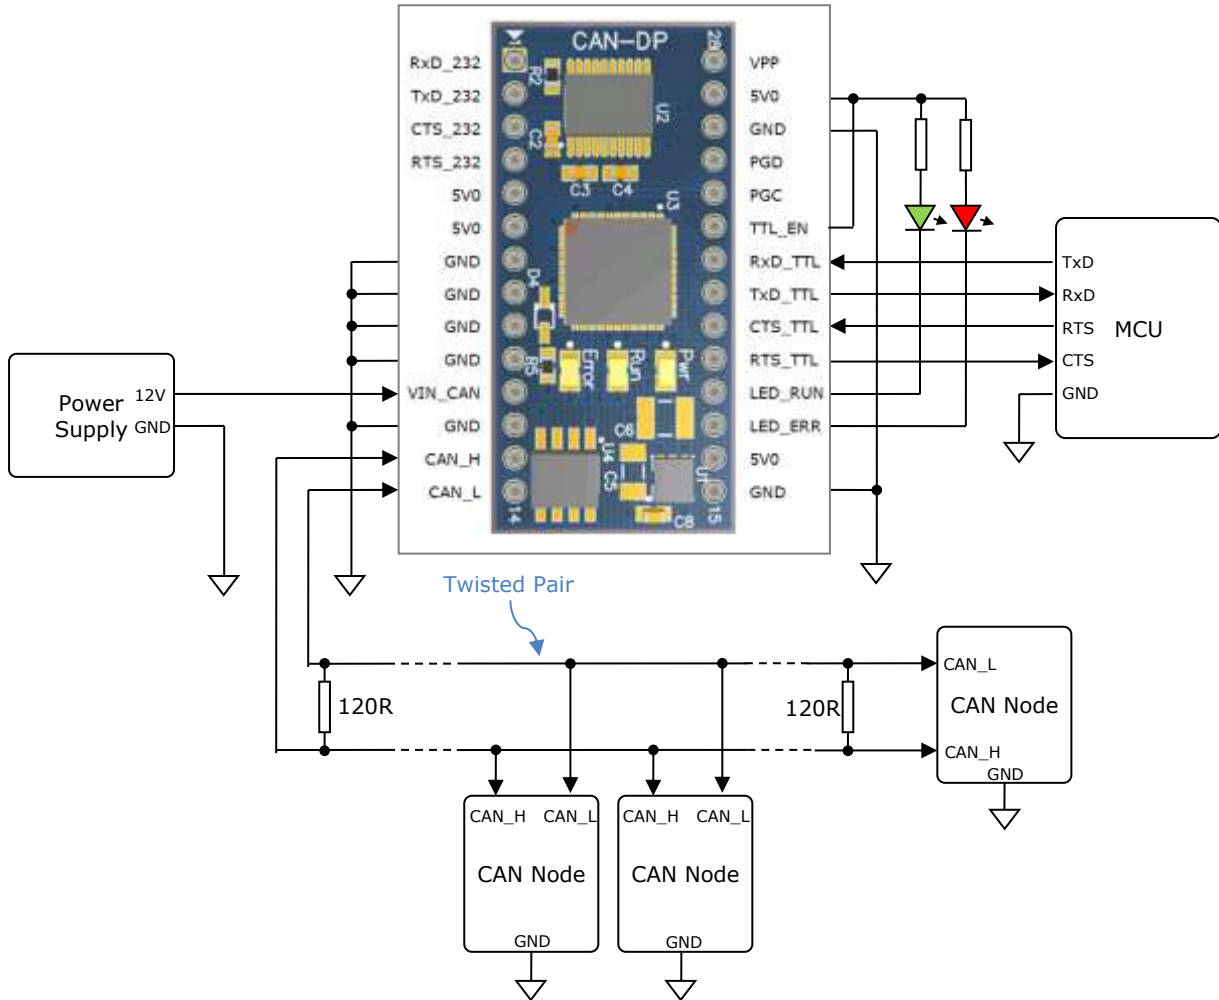 CAN-DP
28
RxD_232
TxD_232
CTS_232
RTS_232
5V0
5V0
GND
GND
GND
GND
VIN_CAN
GND
CAN_H
CAN_L
R2
U2
C2
C3
C4
U3
D4
R5
Error
Run
Pwr
C6
U4
C5
U1
C8
14
15
VPP
5V0
GND
PGD
PGC
TTL_EN
RxD_TTL
TxD_TTL
CTS_TTL
RTS_TTL
LED_RUN
LED_ERR
5V0
GND
TxD
RxD
RTS
CTS
GND
MCU
Power
Supply
12V
GND
Twisted Pair
120R
120R
CAN_L
CAN Node
CAN_H
GND
CAN_H CAN_L
CAN Node
GND
CAN_H CAN_L
CAN Node
GND